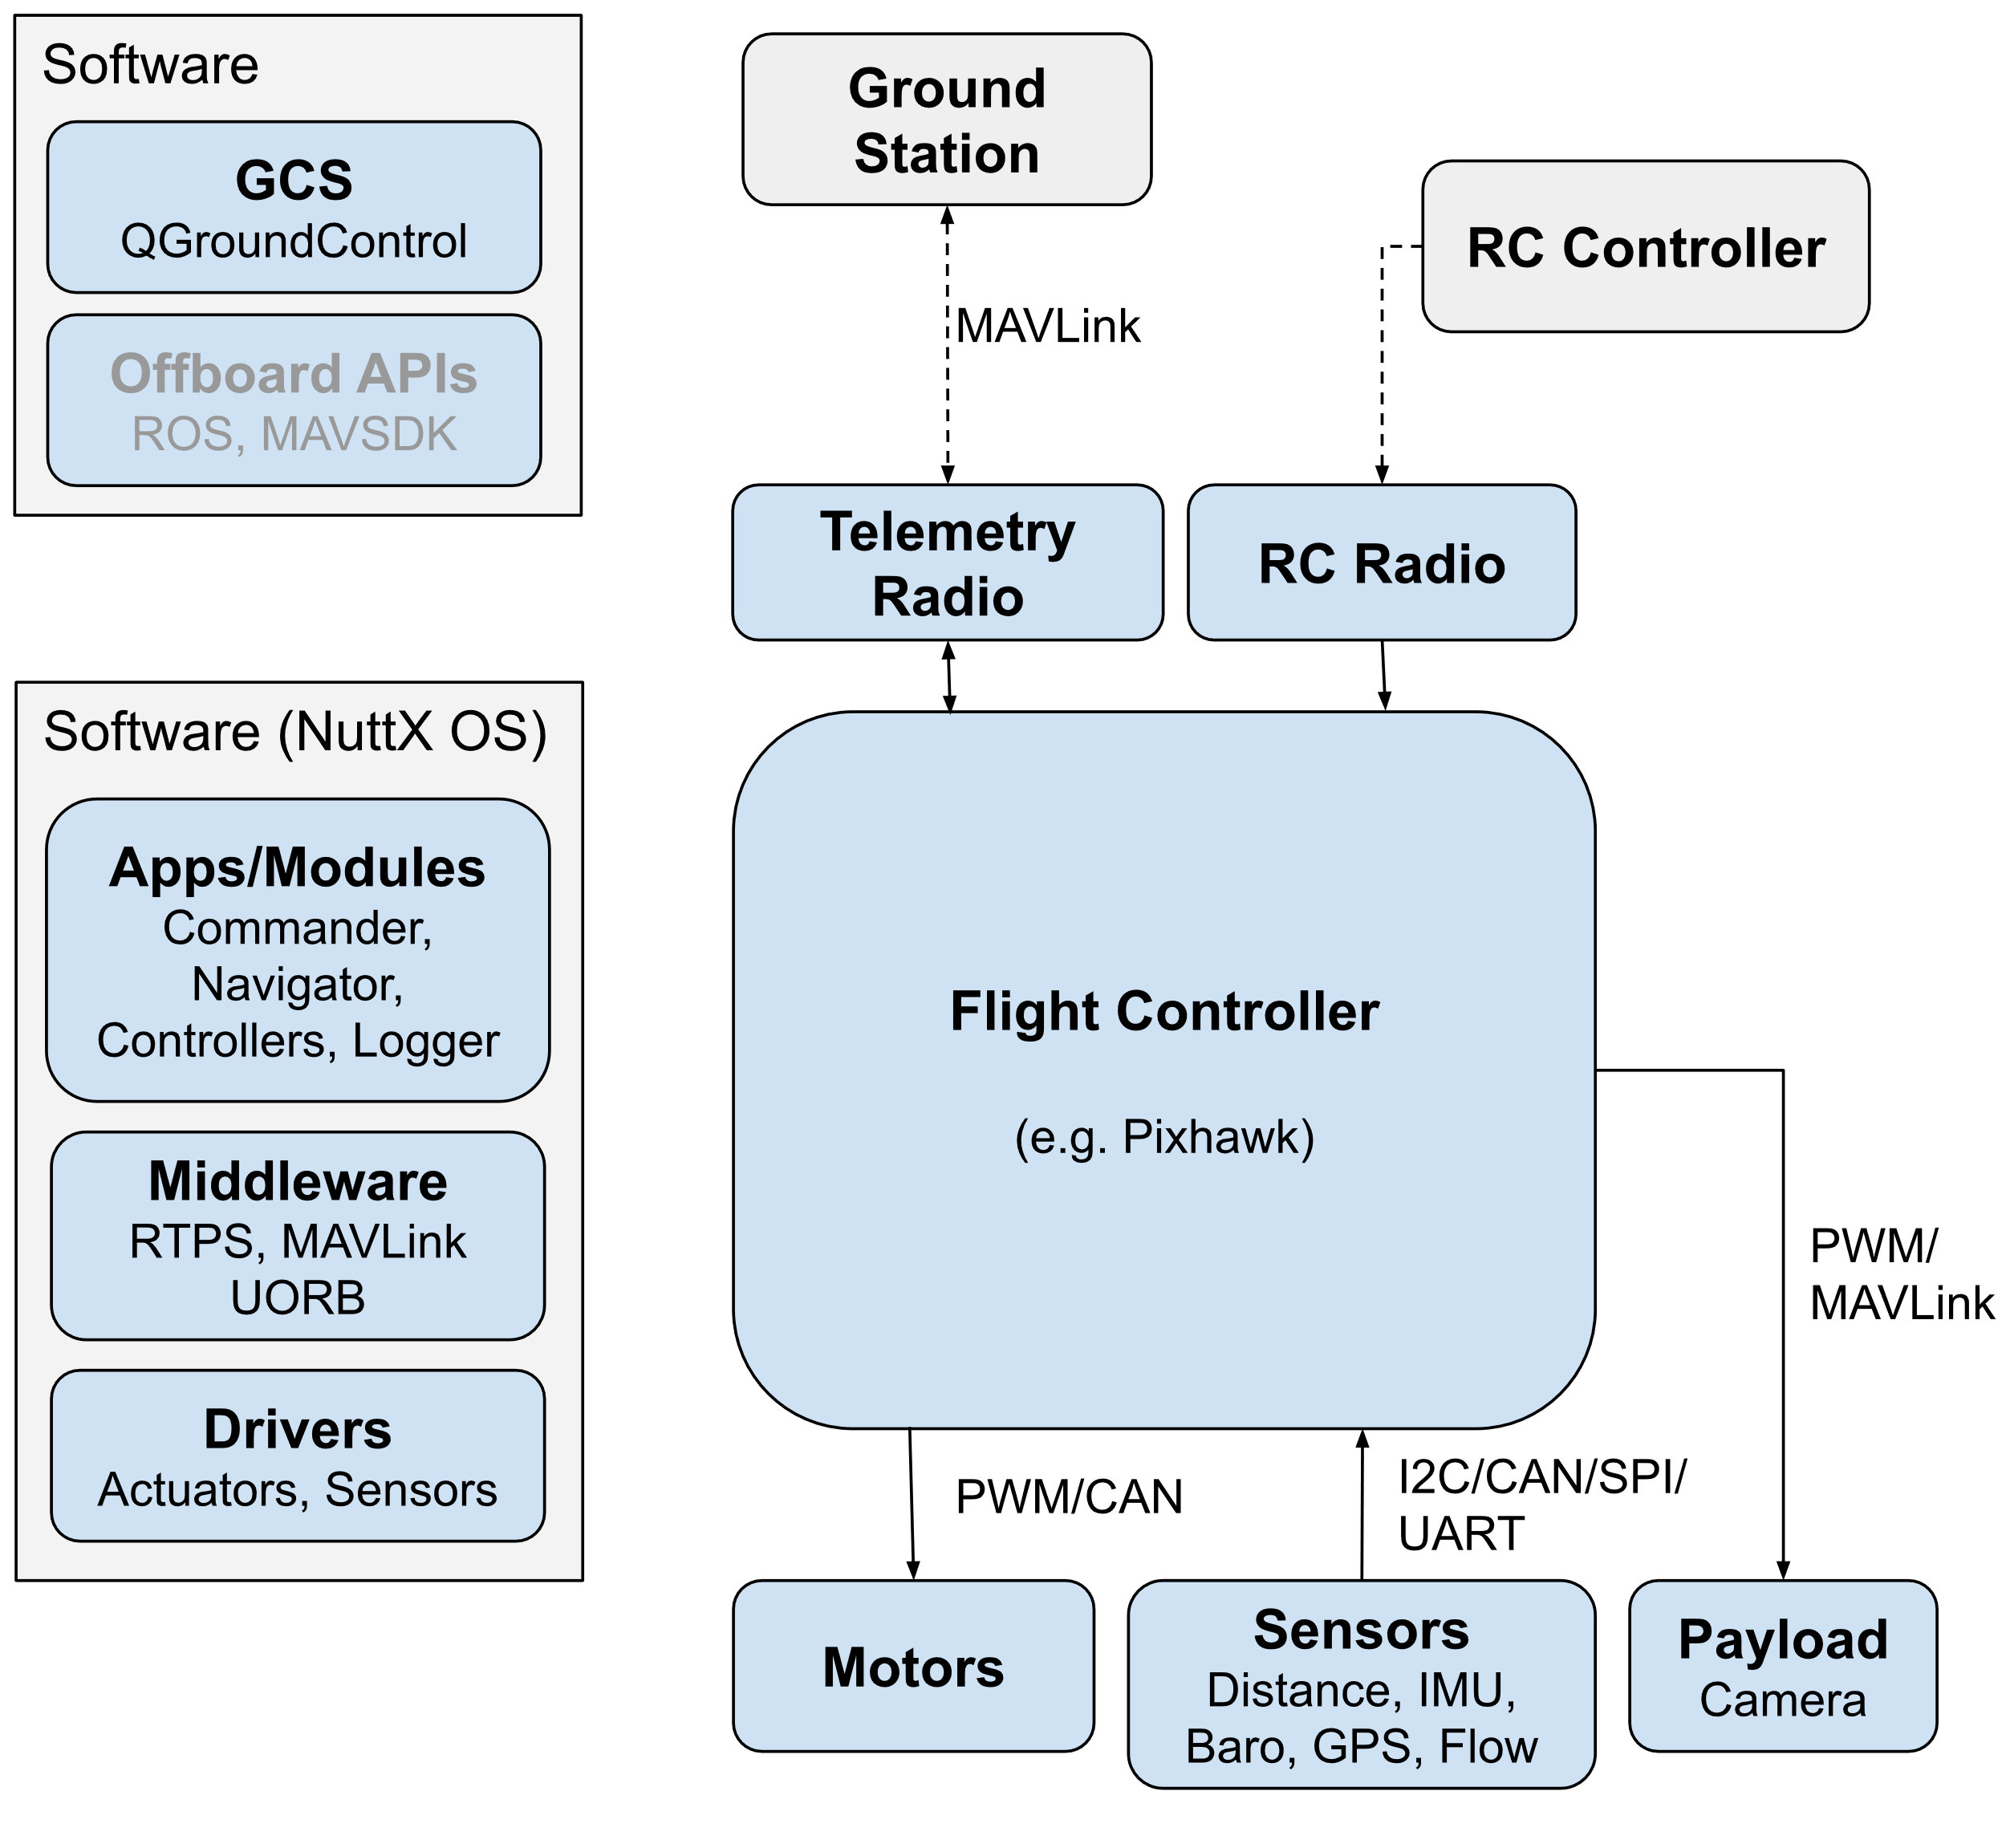 Software
GCS
QGroundControl
Offboard APIs
ROS, MAVSDK
Software (NuttX OS)
Apps/Modules
Commander,
Navigator,
Controllers, Logger
Middleware
RTPS, MAVLink
UORB
Drivers
Actuators, Sensors
Ground
Station
RC Controller
MAVLink
Telemetry
Radio
RC Radio
Flight Controller
(e.g. Pixhawk)
PWM/
MAVLink
PWM/CAN
I2C/CAN/SPI/
UART
Motors
Sensors
Distance, IMU,
Baro, GPS, Flow
Payload
Camera